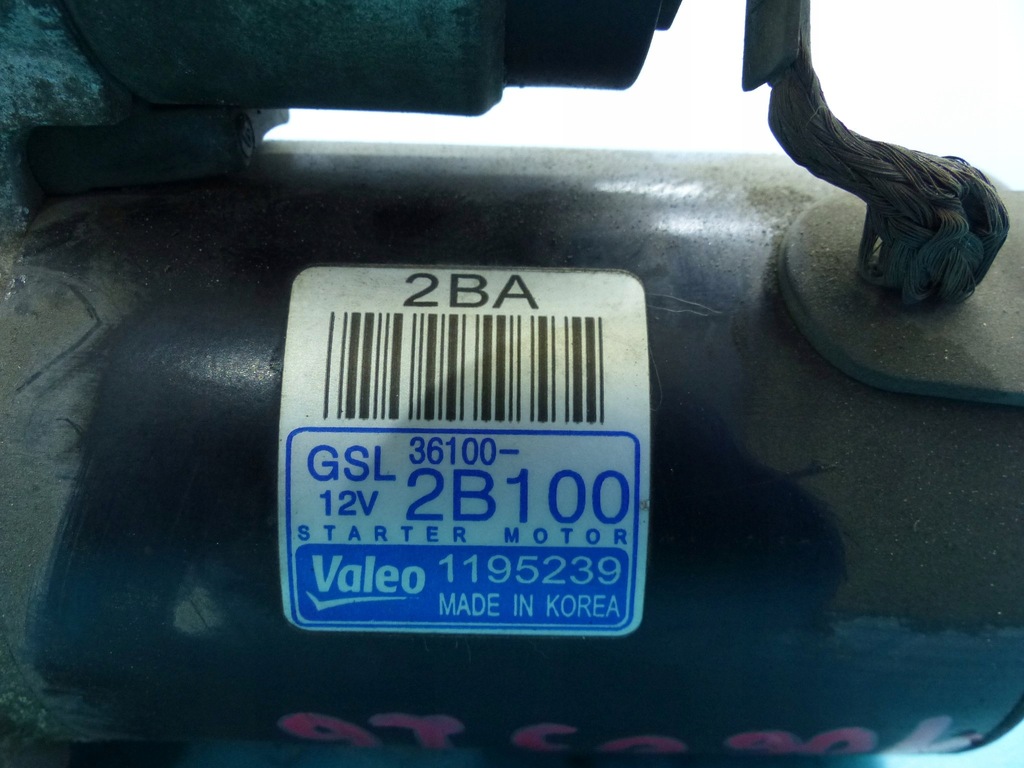 2BA
GSL 36100-
12V 2B100
STARTER MOTOR
Valeo 1195239
MADE IN KOREA